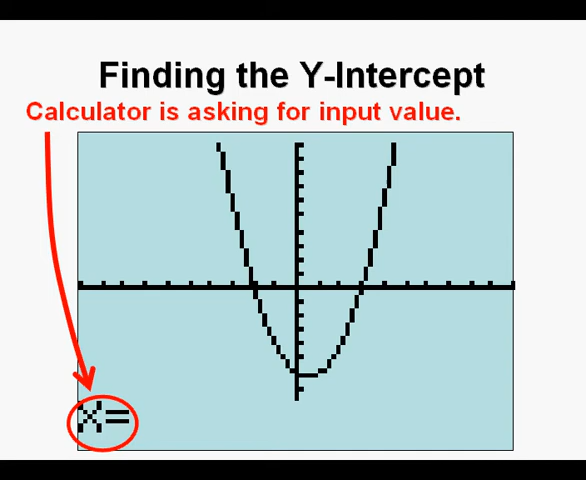 Finding the Y-Intercept
Calculator is asking for input value.
X=